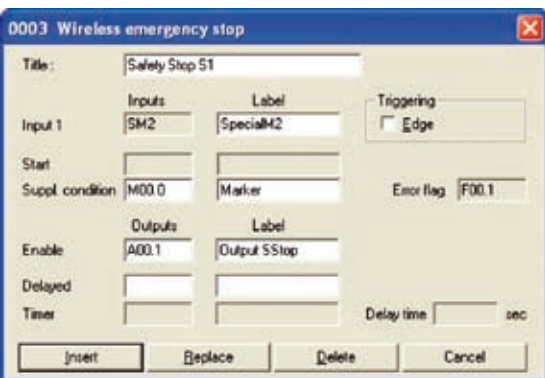 0003 Wireless emergency stop
Title : Safety Stop S1
Inputs Label Triggering
Input 1 SM2 SpecialM2 Edge
Start
Suppl. condition M00.0 Marker Error flag F00.1
Outputs Label
Enable A00.1 Output SStop
Delayed
Timer Delay time sec
Insert Replace Delete Cancel